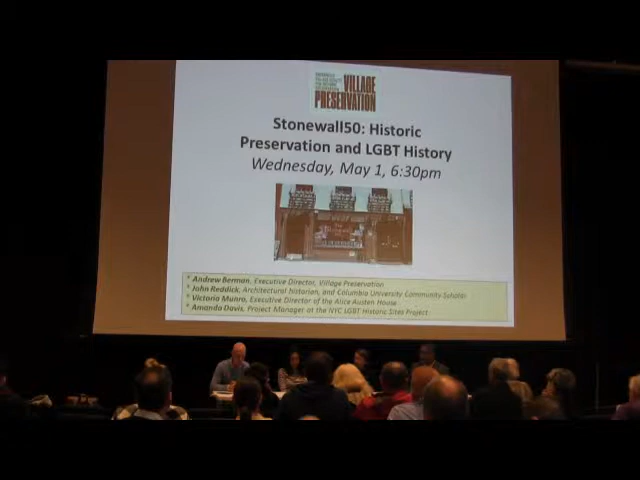 VILLAGE
PRESERVATION
Stonewall50: Historic
Preservation and LGBT History
Wednesday, May 1, 6:30pm
* Andrew Berman, Executive Director, Village Preservation
* John Reddick, Architectural historian, and Columbia University Community Scholar
* Victoria Munro, Executive Director of the Alice Austen House
* Amanda Davis, Project Manager at the NYC LGBT Historic Sites Project